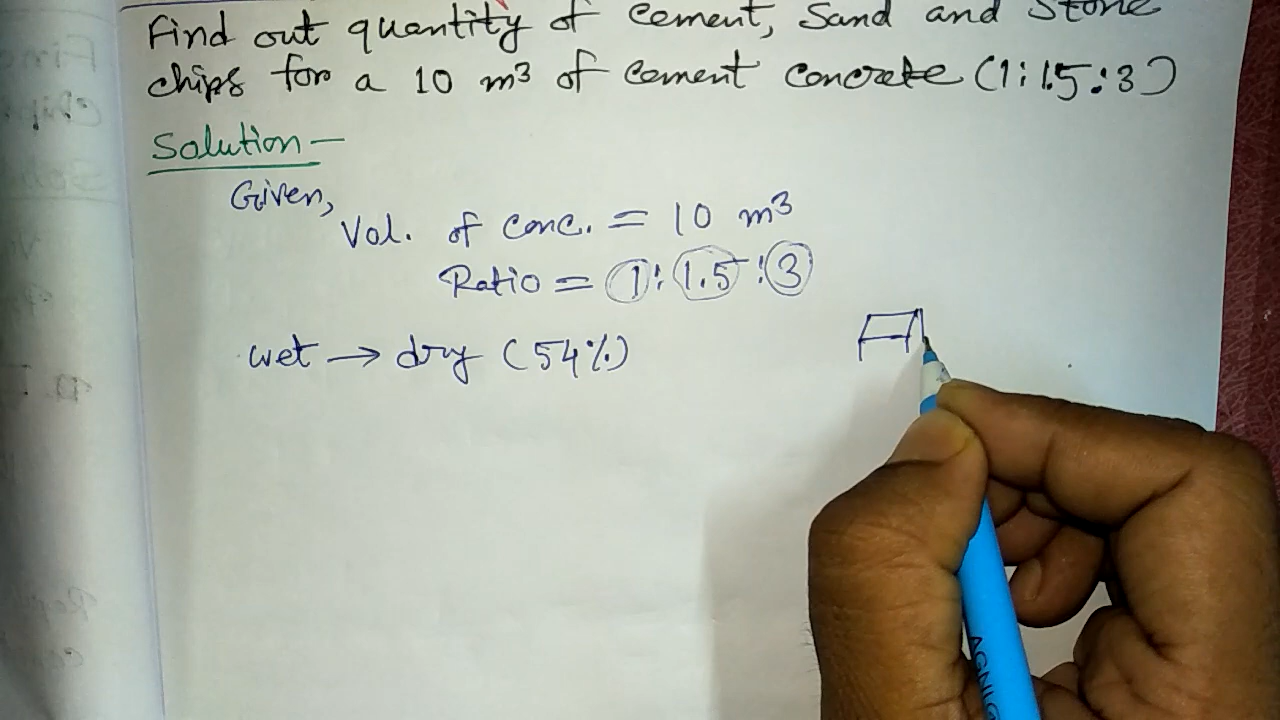 Find out quantity of cement, Sand and Stone
chips for a 10 m³ of cement concrete (1:1.5:3)
Solution —
Given,
Vol. of conc. = 10 m³
Ratio = 1:1.5:3
wet → dry (54%)